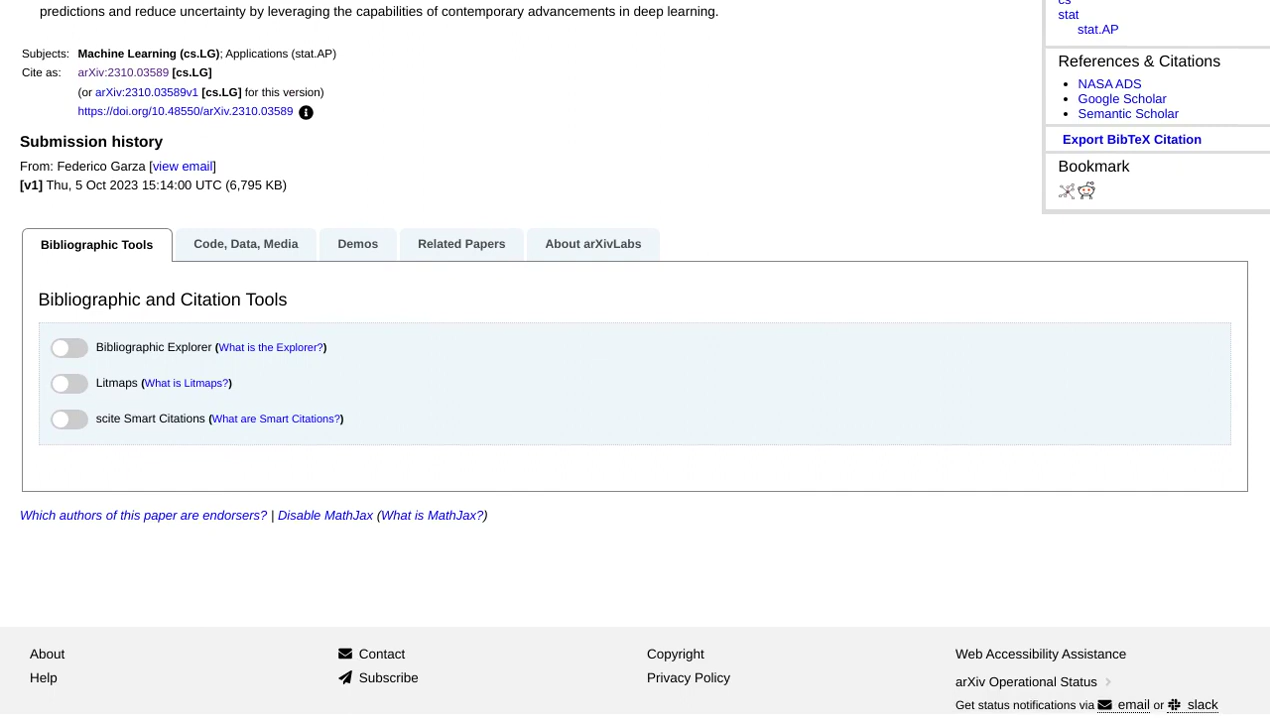 predictions and reduce uncertainty by leveraging the capabilities of contemporary advancements in deep learning.
Subjects: Machine Learning (cs.LG); Applications (stat.AP)
Cite as: arXiv:2310.03589 [cs.LG]
(or arXiv:2310.03589v1 [cs.LG] for this version)
https://doi.org/10.48550/arXiv.2310.03589
Submission history
From: Federico Garza [view email]
[v1] Thu, 5 Oct 2023 15:14:00 UTC (6,795 KB)
cs
stat
stat.AP
References & Citations
NASA ADS
Google Scholar
Semantic Scholar
Export BibTeX Citation
Bookmark
Bibliographic Tools Code, Data, Media Demos Related Papers About arXivLabs
Bibliographic and Citation Tools
Bibliographic Explorer (What is the Explorer?)
Litmaps (What is Litmaps?)
scite Smart Citations (What are Smart Citations?)
Which authors of this paper are endorsers? | Disable MathJax (What is MathJax?)
About
Help
Contact
Subscribe
Copyright
Privacy Policy
Web Accessibility Assistance
arXiv Operational Status
Get status notifications via email or slack